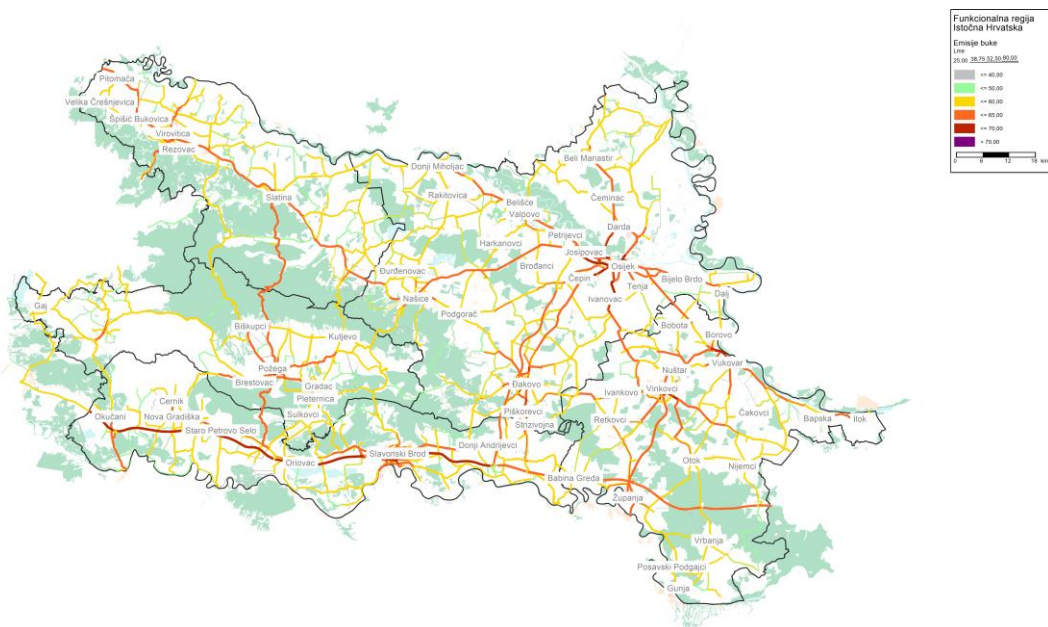 Funkcionalna regija
Istočna Hrvatska
Emisije buke
Lme
25,00 38,75 52,50 80,00
<= 40,00
<= 50,00
<= 60,00
<= 65,00
<= 70,00
> 70,00
0 6 12 18 km
Pitomača
Velika Črešnjevica
Špišić Bukovica
Virovitica
Rezovac
Slatina
Donji Miholjac
Rakitovica
Beli Manastir
Čeminac
Belišće
Valpovo
Darda
Petrijevci
Harkanovci
Josipovac
Brođanci
Osijek
Đurđenovac
Čepin
Tenja
Bijelo Brdo
Našice
Ivanovac
Dalj
Gaj
Podgorač
Bobota
Biškupci
Borovo
Kutjevo
Požega
Nuštar
Vukovar
Brestovac
Gradac
Đakovo
Ivankovo
Vinkovci
Pleternica
Cernik
Piškorevci
Čakovci
Okučani
Nova Gradiška
Sulkovci
Strizivojna
Retkovci
Bapska
Ilok
Staro Petrovo Selo
Donji Andrijevci
Slavonski Brod
Oriovac
Otok
Nijemci
Babina Greda
Županja
Vrbanja
Posavski Podgajci
Gunja